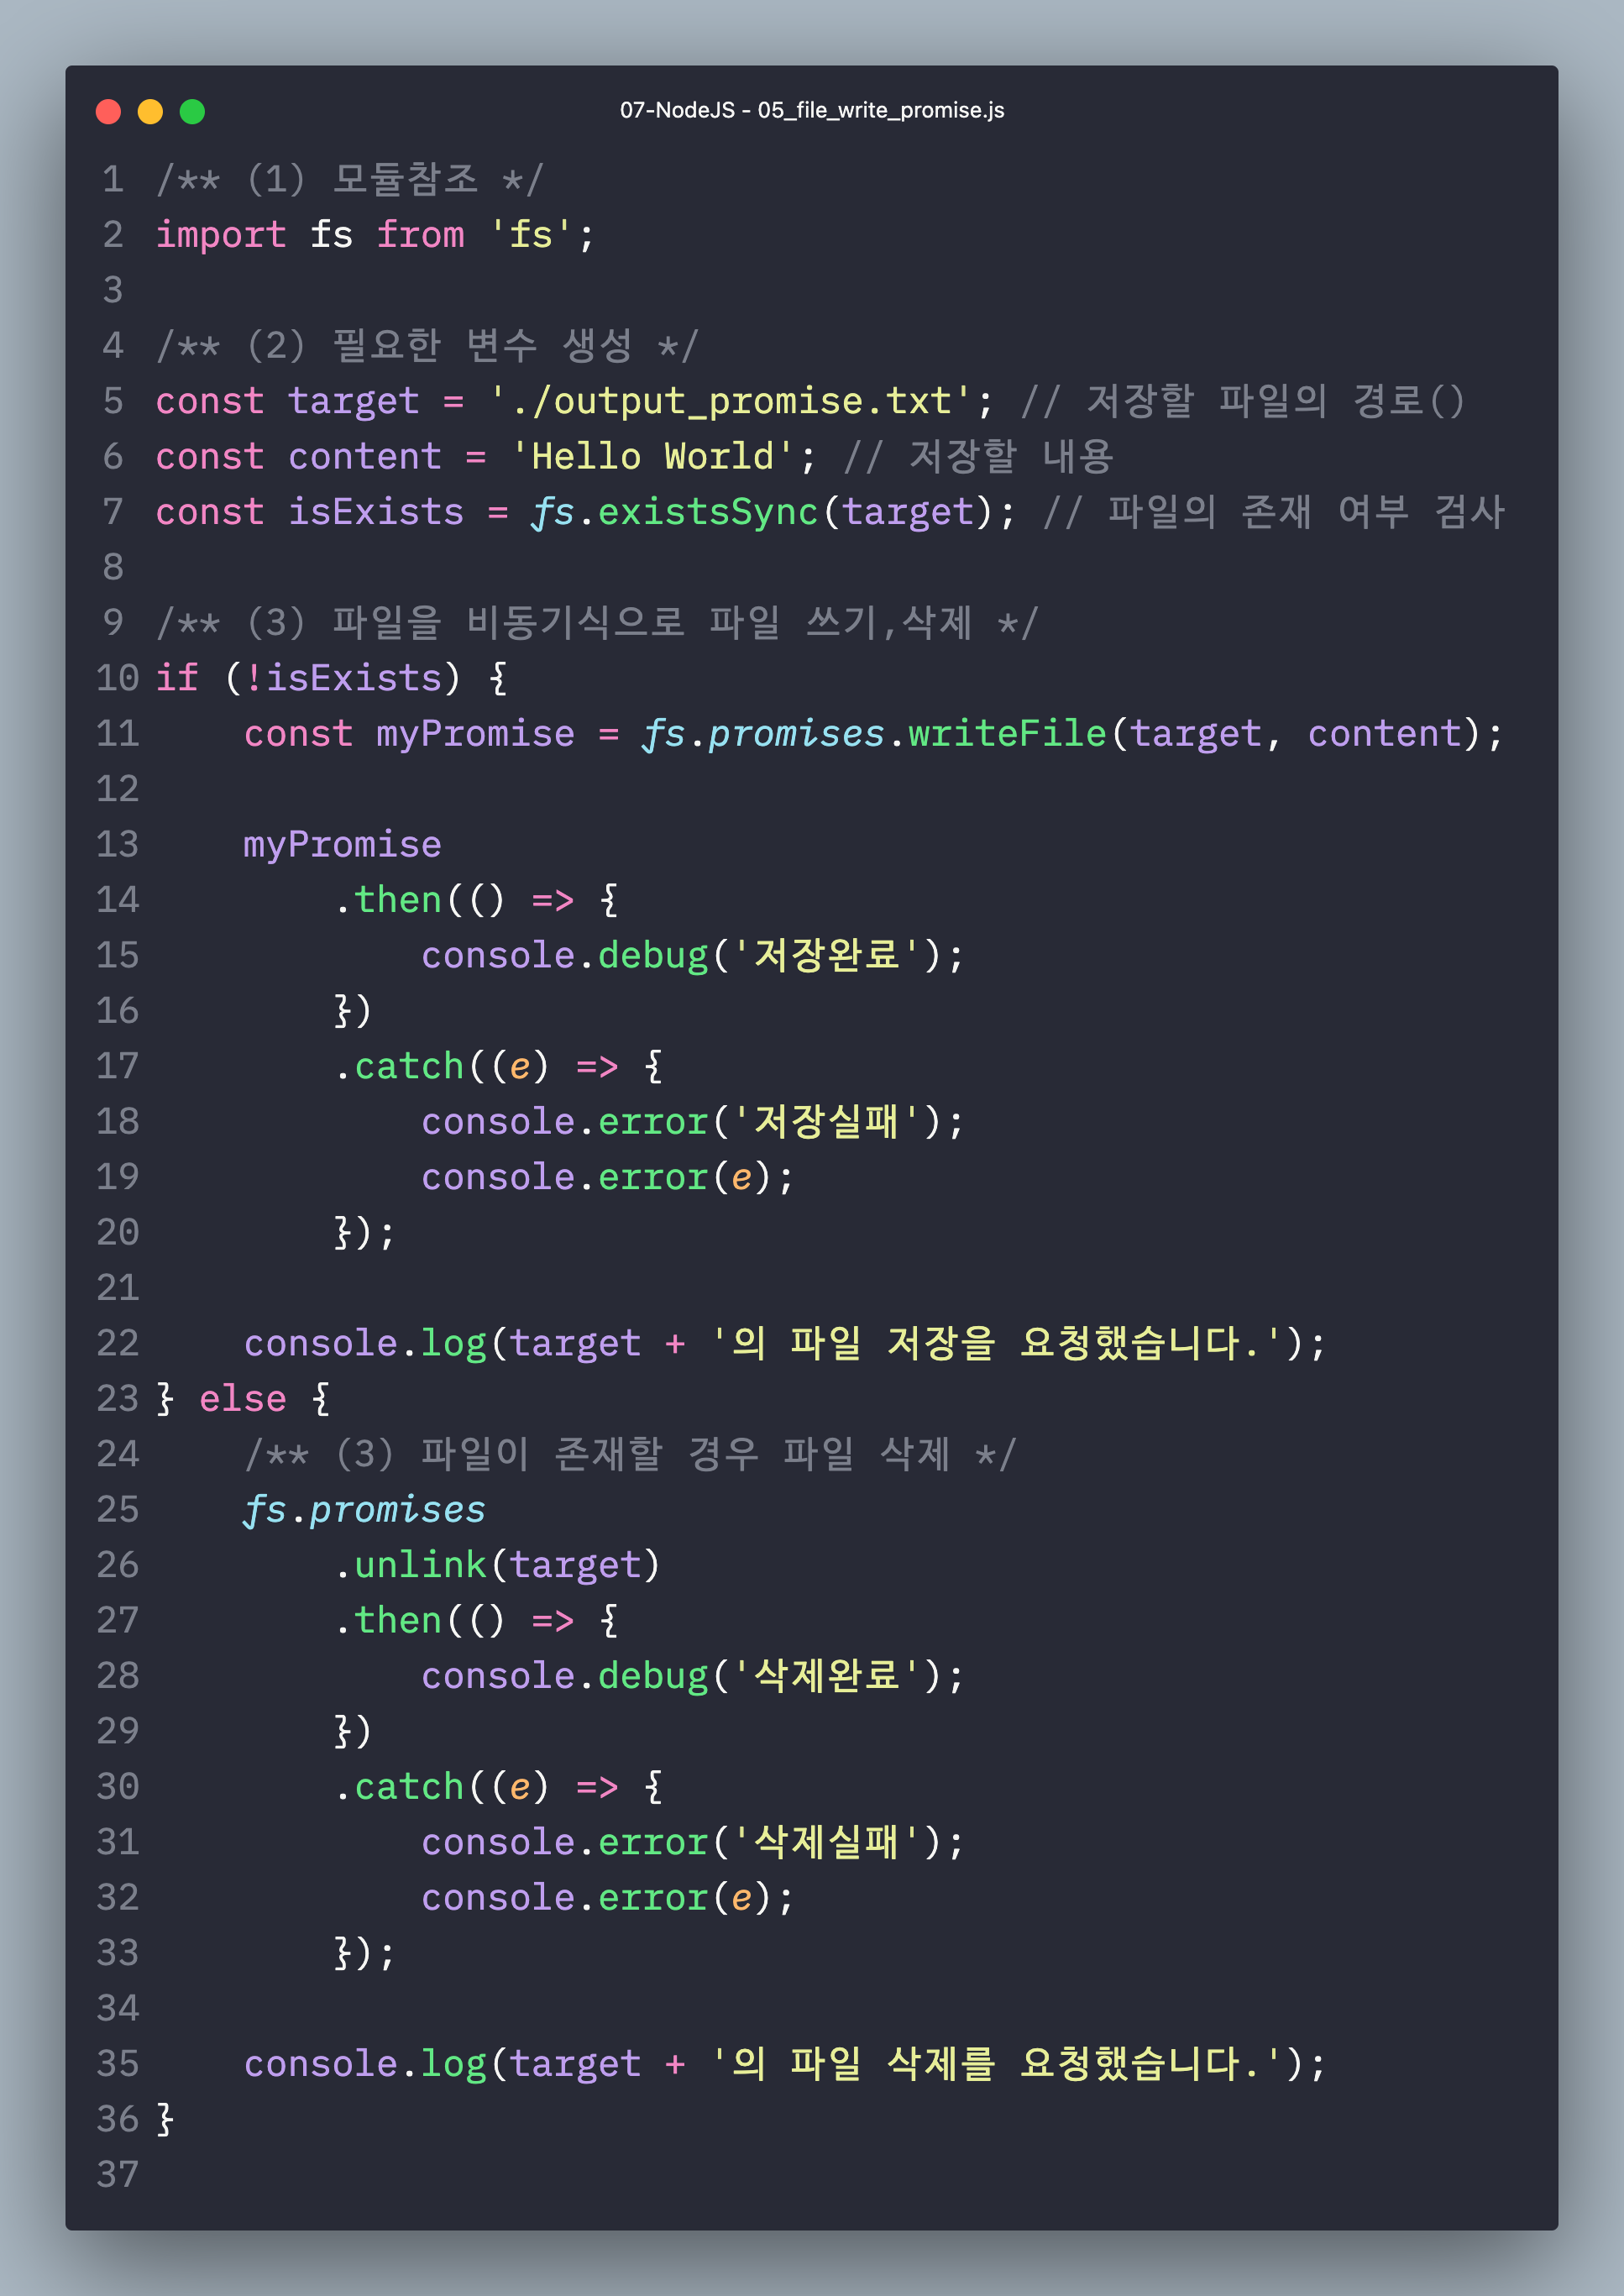 07-NodeJS - 05_file_write_promise.js
1 /** (1) 모듈참조 */
2 import fs from 'fs';
3
4 /** (2) 필요한 변수 생성 */
5 const target = './output_promise.txt'; // 저장할 파일의 경로()
6 const content = 'Hello World'; // 저장할 내용
7 const isExists = fs.existsSync(target); // 파일의 존재 여부 검사
8
9 /** (3) 파일을 비동기식으로 파일 쓰기,삭제 */
10 if (!isExists) {
11     const myPromise = fs.promises.writeFile(target, content);
12
13     myPromise
14         .then(() => {
15             console.debug('저장완료');
16         })
17         .catch((e) => {
18             console.error('저장실패');
19             console.error(e);
20         });
21
22     console.log(target + '의 파일 저장을 요청했습니다.');
23 } else {
24     /** (3) 파일이 존재할 경우 파일 삭제 */
25     fs.promises
26         .unlink(target)
27         .then(() => {
28             console.debug('삭제완료');
29         })
30         .catch((e) => {
31             console.error('삭제실패');
32             console.error(e);
33         });
34
35     console.log(target + '의 파일 삭제를 요청했습니다.');
36 }
37